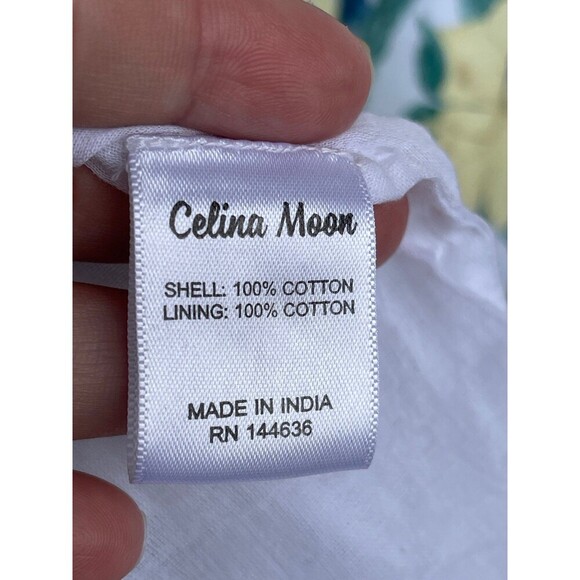 Celina Moon
SHELL: 100% COTTON
LINING: 100% COTTON
MADE IN INDIA
RN 144636